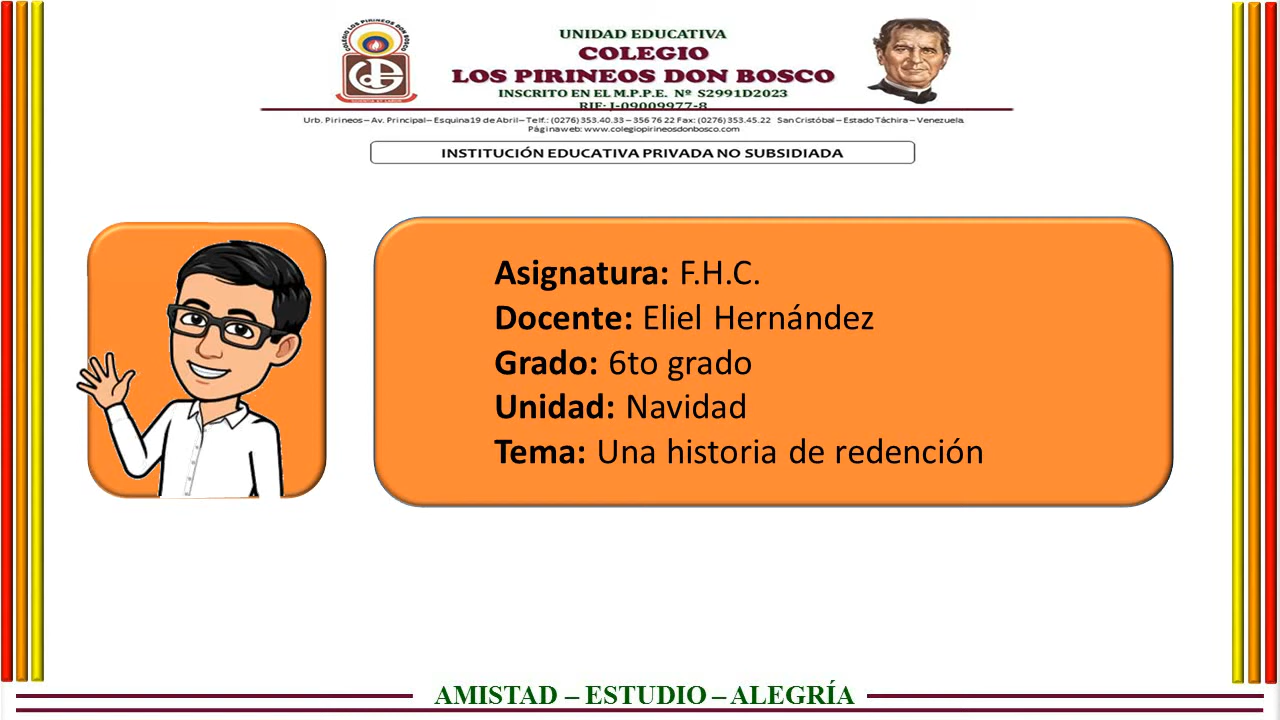 UNIDAD EDUCATIVA
COLEGIO
LOS PIRINEOS DON BOSCO
INSCRITO EN EL M.P.P.E. Nº S2991D2023
RIF: J-09009977-8
Urb. Pirineos – Av. Principal – Esquina 19 de Abril – Telf.: (0276) 353.40.33 – 356 76 22 Fax: (0276) 353.45.22 San Cristóbal – Estado Táchira – Venezuela.
Página web: www.colegiopirineosdonbosco.com
INSTITUCIÓN EDUCATIVA PRIVADA NO SUBSIDIADA
Asignatura: F.H.C.
Docente: Eliel Hernández
Grado: 6to grado
Unidad: Navidad
Tema: Una historia de redención
AMISTAD – ESTUDIO – ALEGRÍA